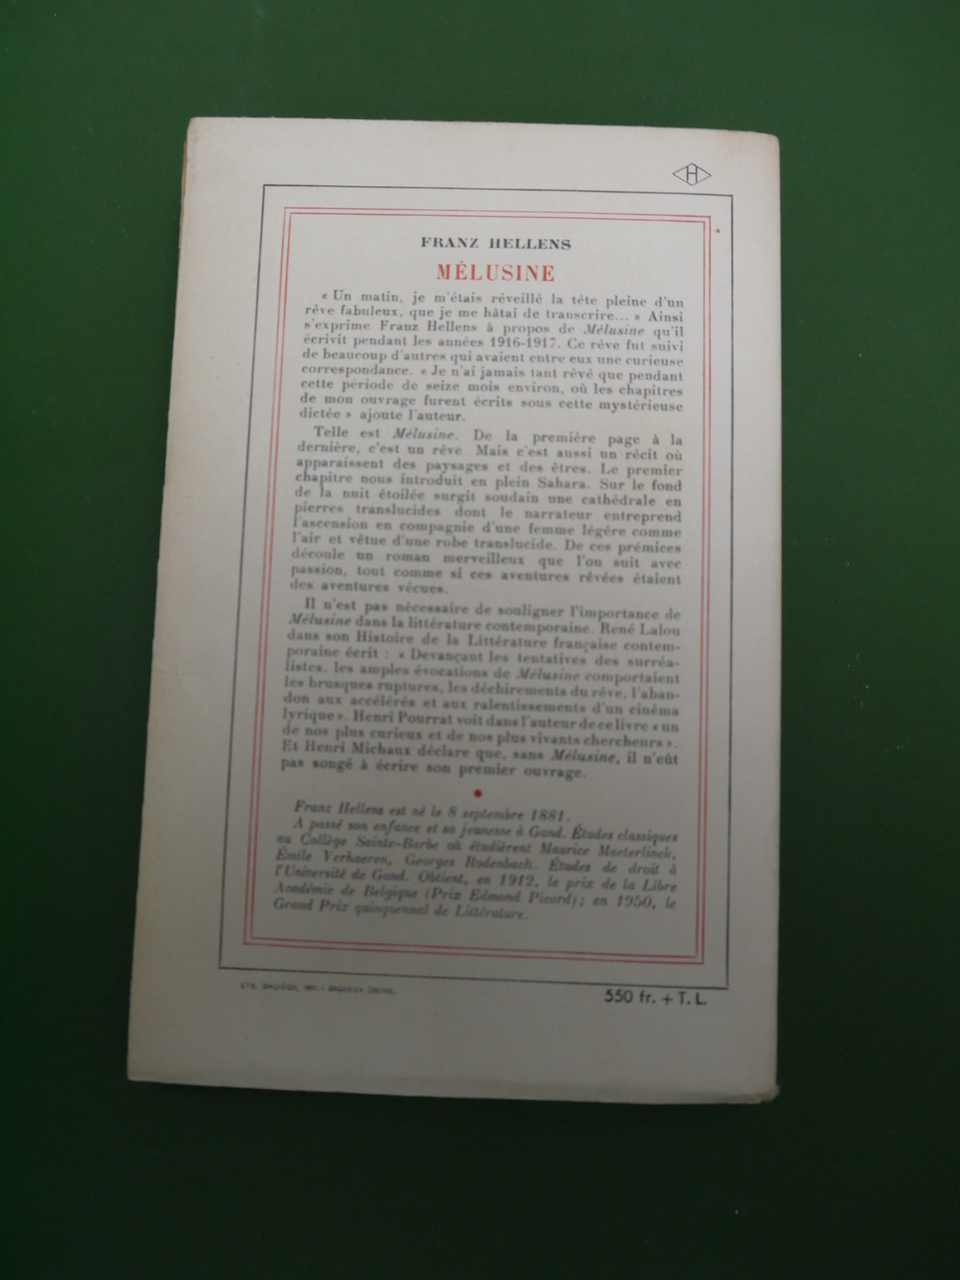 H
FRANZ HELLENS
MÉLUSINE
« Un matin, je m'étais réveillé la tête pleine d'un
rêve fabuleux, que je me hâtai de transcrire... » Ainsi
s'exprime Franz Hellens à propos de Mélusine qu'il
écrivit pendant les années 1916-1917. Ce rêve fut suivi
de beaucoup d'autres qui avaient entre eux une curieuse
correspondance. « Je n'ai jamais tant rêvé que pendant
cette période de seize mois environ, où les chapitres
de mon ouvrage furent écrits sous cette mystérieuse
dictée » ajoute l'auteur.
Telle est Mélusine. De la première page à la
dernière, c'est un rêve. Mais c'est aussi un récit où
apparaissent des paysages et des êtres. Le premier
chapitre nous introduit en plein Sahara. Sur le fond
de la nuit étoilée surgit soudain une cathédrale en
pierres translucides dont le narrateur entreprend
l'ascension en compagnie d'une femme légère comme
l'air et vêtue d'une robe translucide. De ces prémices
découle un roman merveilleux que l'on suit avec
passion, tout comme si ces aventures rêvées étaient
des aventures vécues.
Il n'est pas nécessaire de souligner l'importance de
Mélusine dans la littérature contemporaine. René Lalou
dans son Histoire de la Littérature française contem-
poraine écrit : « Devançant les tentatives des surréa-
listes, les amples évocations de Mélusine comportaient
les brusques ruptures, les déchirements du rêve, l'aban-
don aux accélérés et aux ralentissements d'un cinéma
lyrique ». Henri Pourrat voit dans l'auteur de ce livre « un
de nos plus curieux et de nos plus vivants chercheurs ».
Et Henri Michaux déclare que, sans Mélusine, il n'eût
pas songé à écrire son premier ouvrage.
Franz Hellens est né le 8 septembre 1881.
A passé son enfance et sa jeunesse à Gand. Études classiques
au Collège Sainte-Barbe où étudièrent Maurice Maeterlinck,
Émile Verhaeren, Georges Rodenbach. Études de droit à
l'Université de Gand. Obtient, en 1912, le prix de la Libre
Académie de Belgique (Prix Edmond Picard) ; en 1950, le
Grand Prix quinquennal de Littérature.
ETS. IMP. -
550 fr. + T. L.